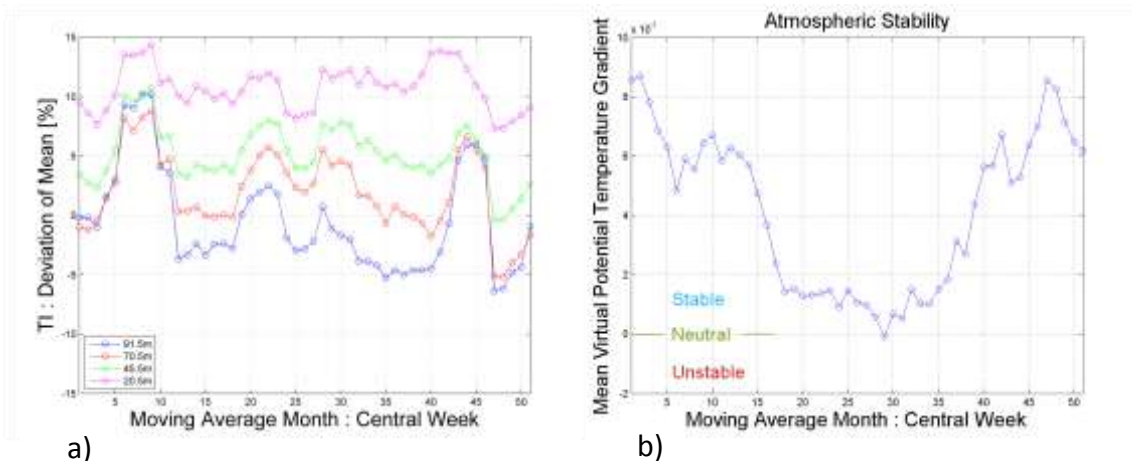 TI : Deviation of Mean [%]
15
10
5
0
-5
-10
-15
5 10 15 20 25 30 35 40 45 50
91.5m
70.5m
45.5m
20.5m
Moving Average Month : Central Week
a)
Atmospheric Stability
Mean Virtual Potential Temperature Gradient
10
8
6
4
2
0
-2
Stable
Neutral
Unstable
5 10 15 20 25 30 35 40 45 50
Moving Average Month : Central Week
b)